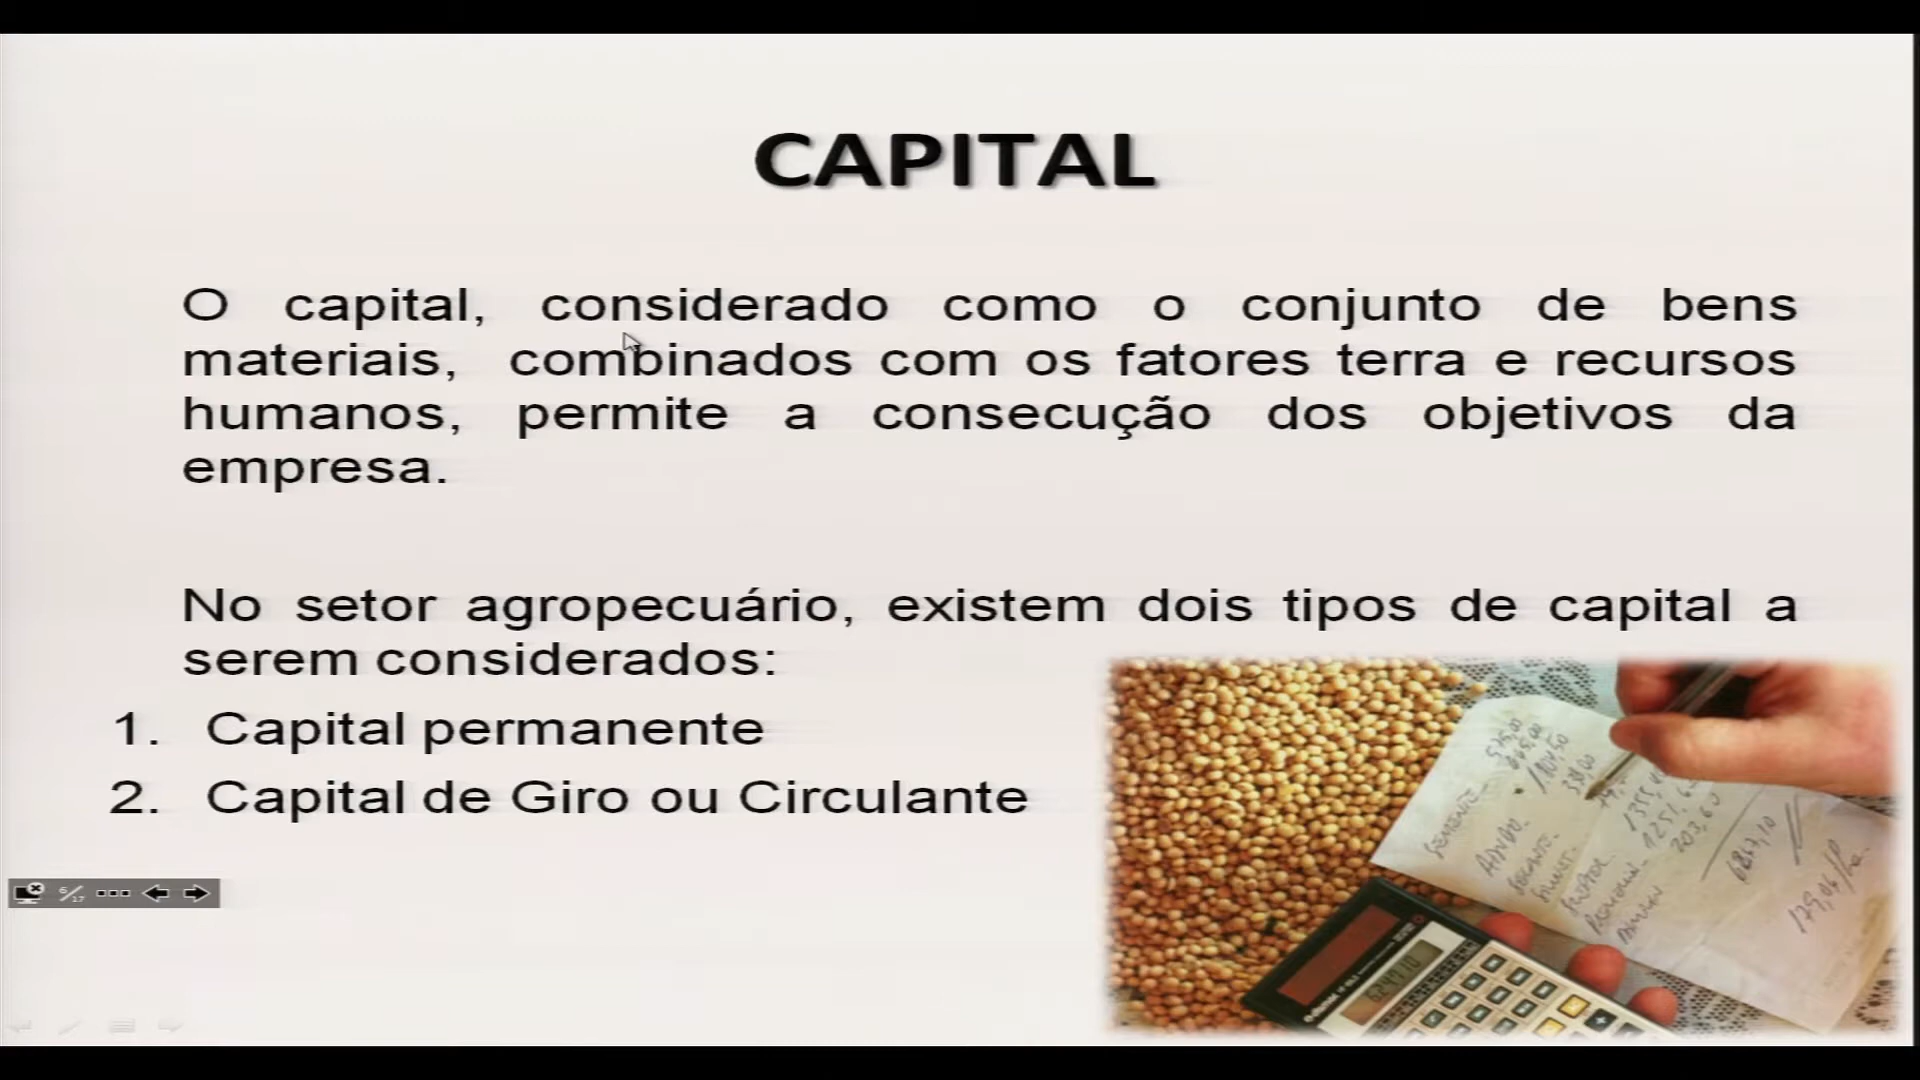 CAPITAL
O capital, considerado como o conjunto de bens
materiais, combinados com os fatores terra e recursos
humanos, permite a consecução dos objetivos da
empresa.
No setor agropecuário, existem dois tipos de capital a
serem considerados:
1. Capital permanente
2. Capital de Giro ou Circulante
6/17